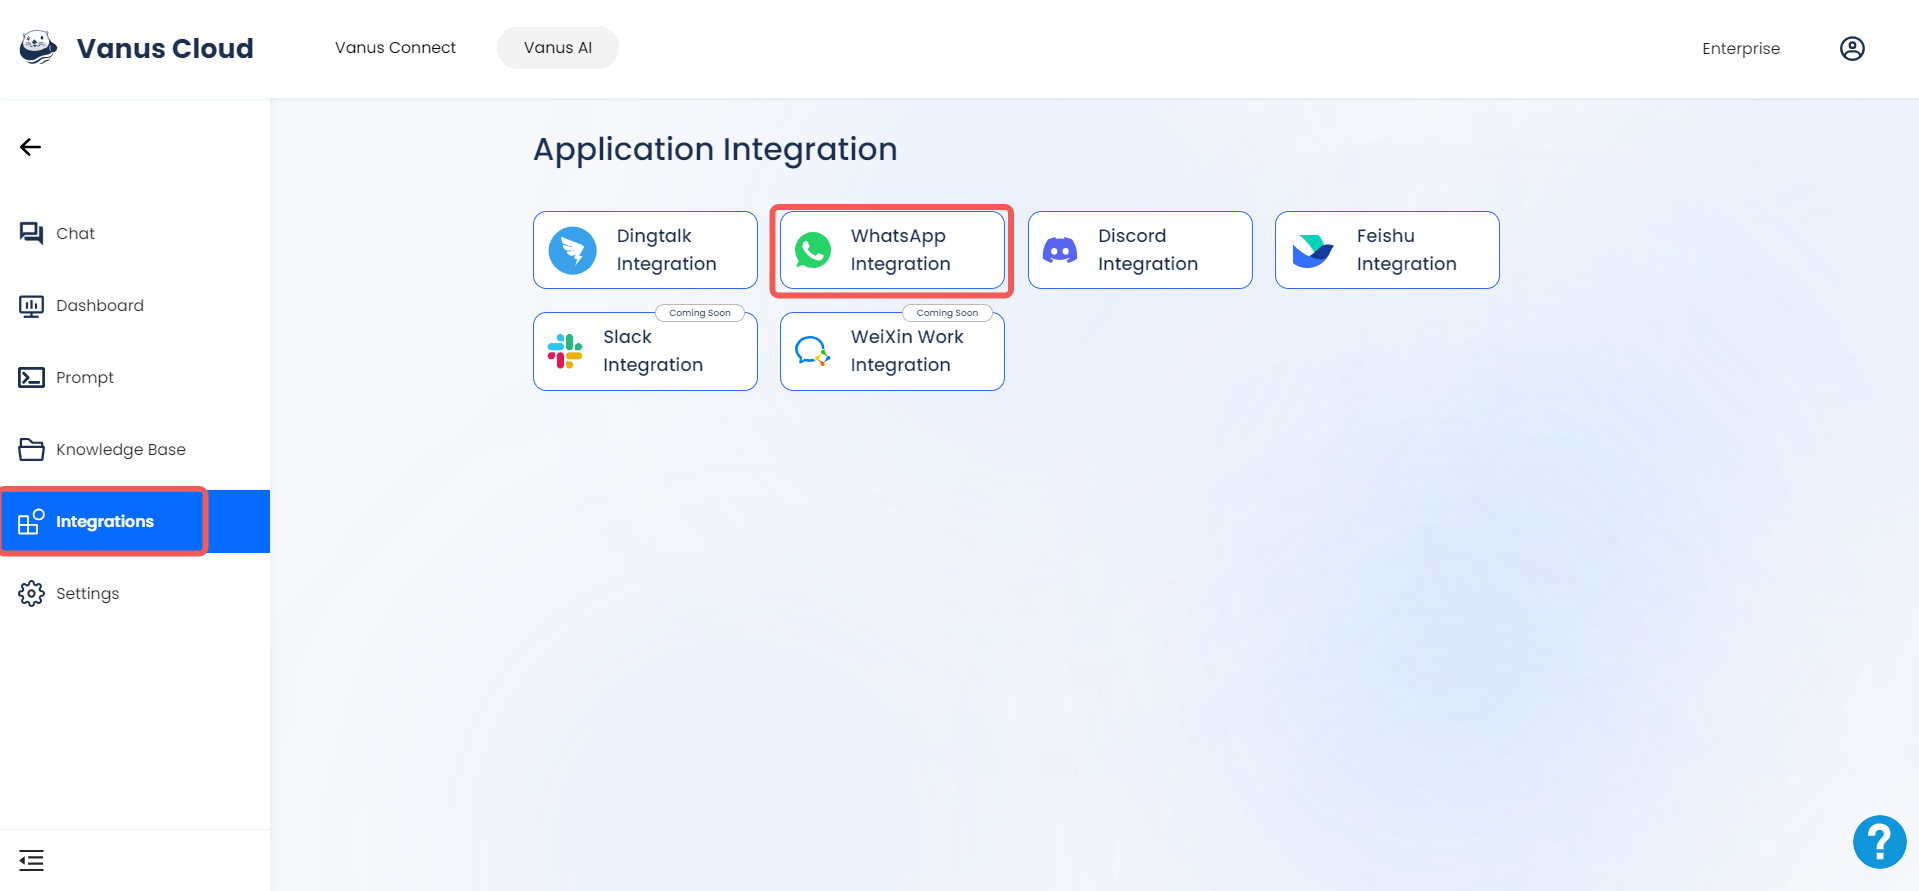 Vanus Cloud
Vanus Connect
Vanus AI
Enterprise
Chat
Dashboard
Prompt
Knowledge Base
Integrations
Settings
Application Integration
Dingtalk
Integration
WhatsApp
Integration
Discord
Integration
Feishu
Integration
Coming Soon
Slack
Integration
Coming Soon
WeiXin Work
Integration
?